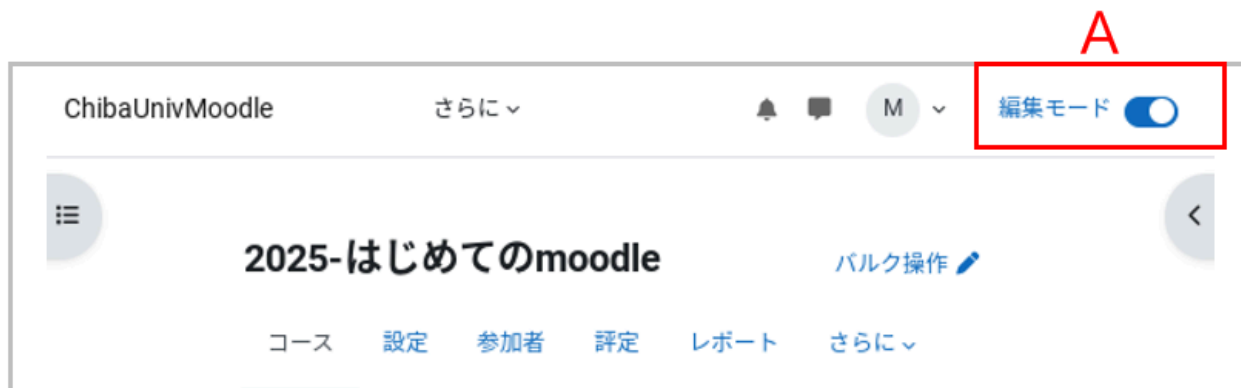 A
ChibaUnivMoodle さらに M 編集モード
2025-はじめてのmoodle バルク操作
コース 設定 参加者 評定 レポート さらに